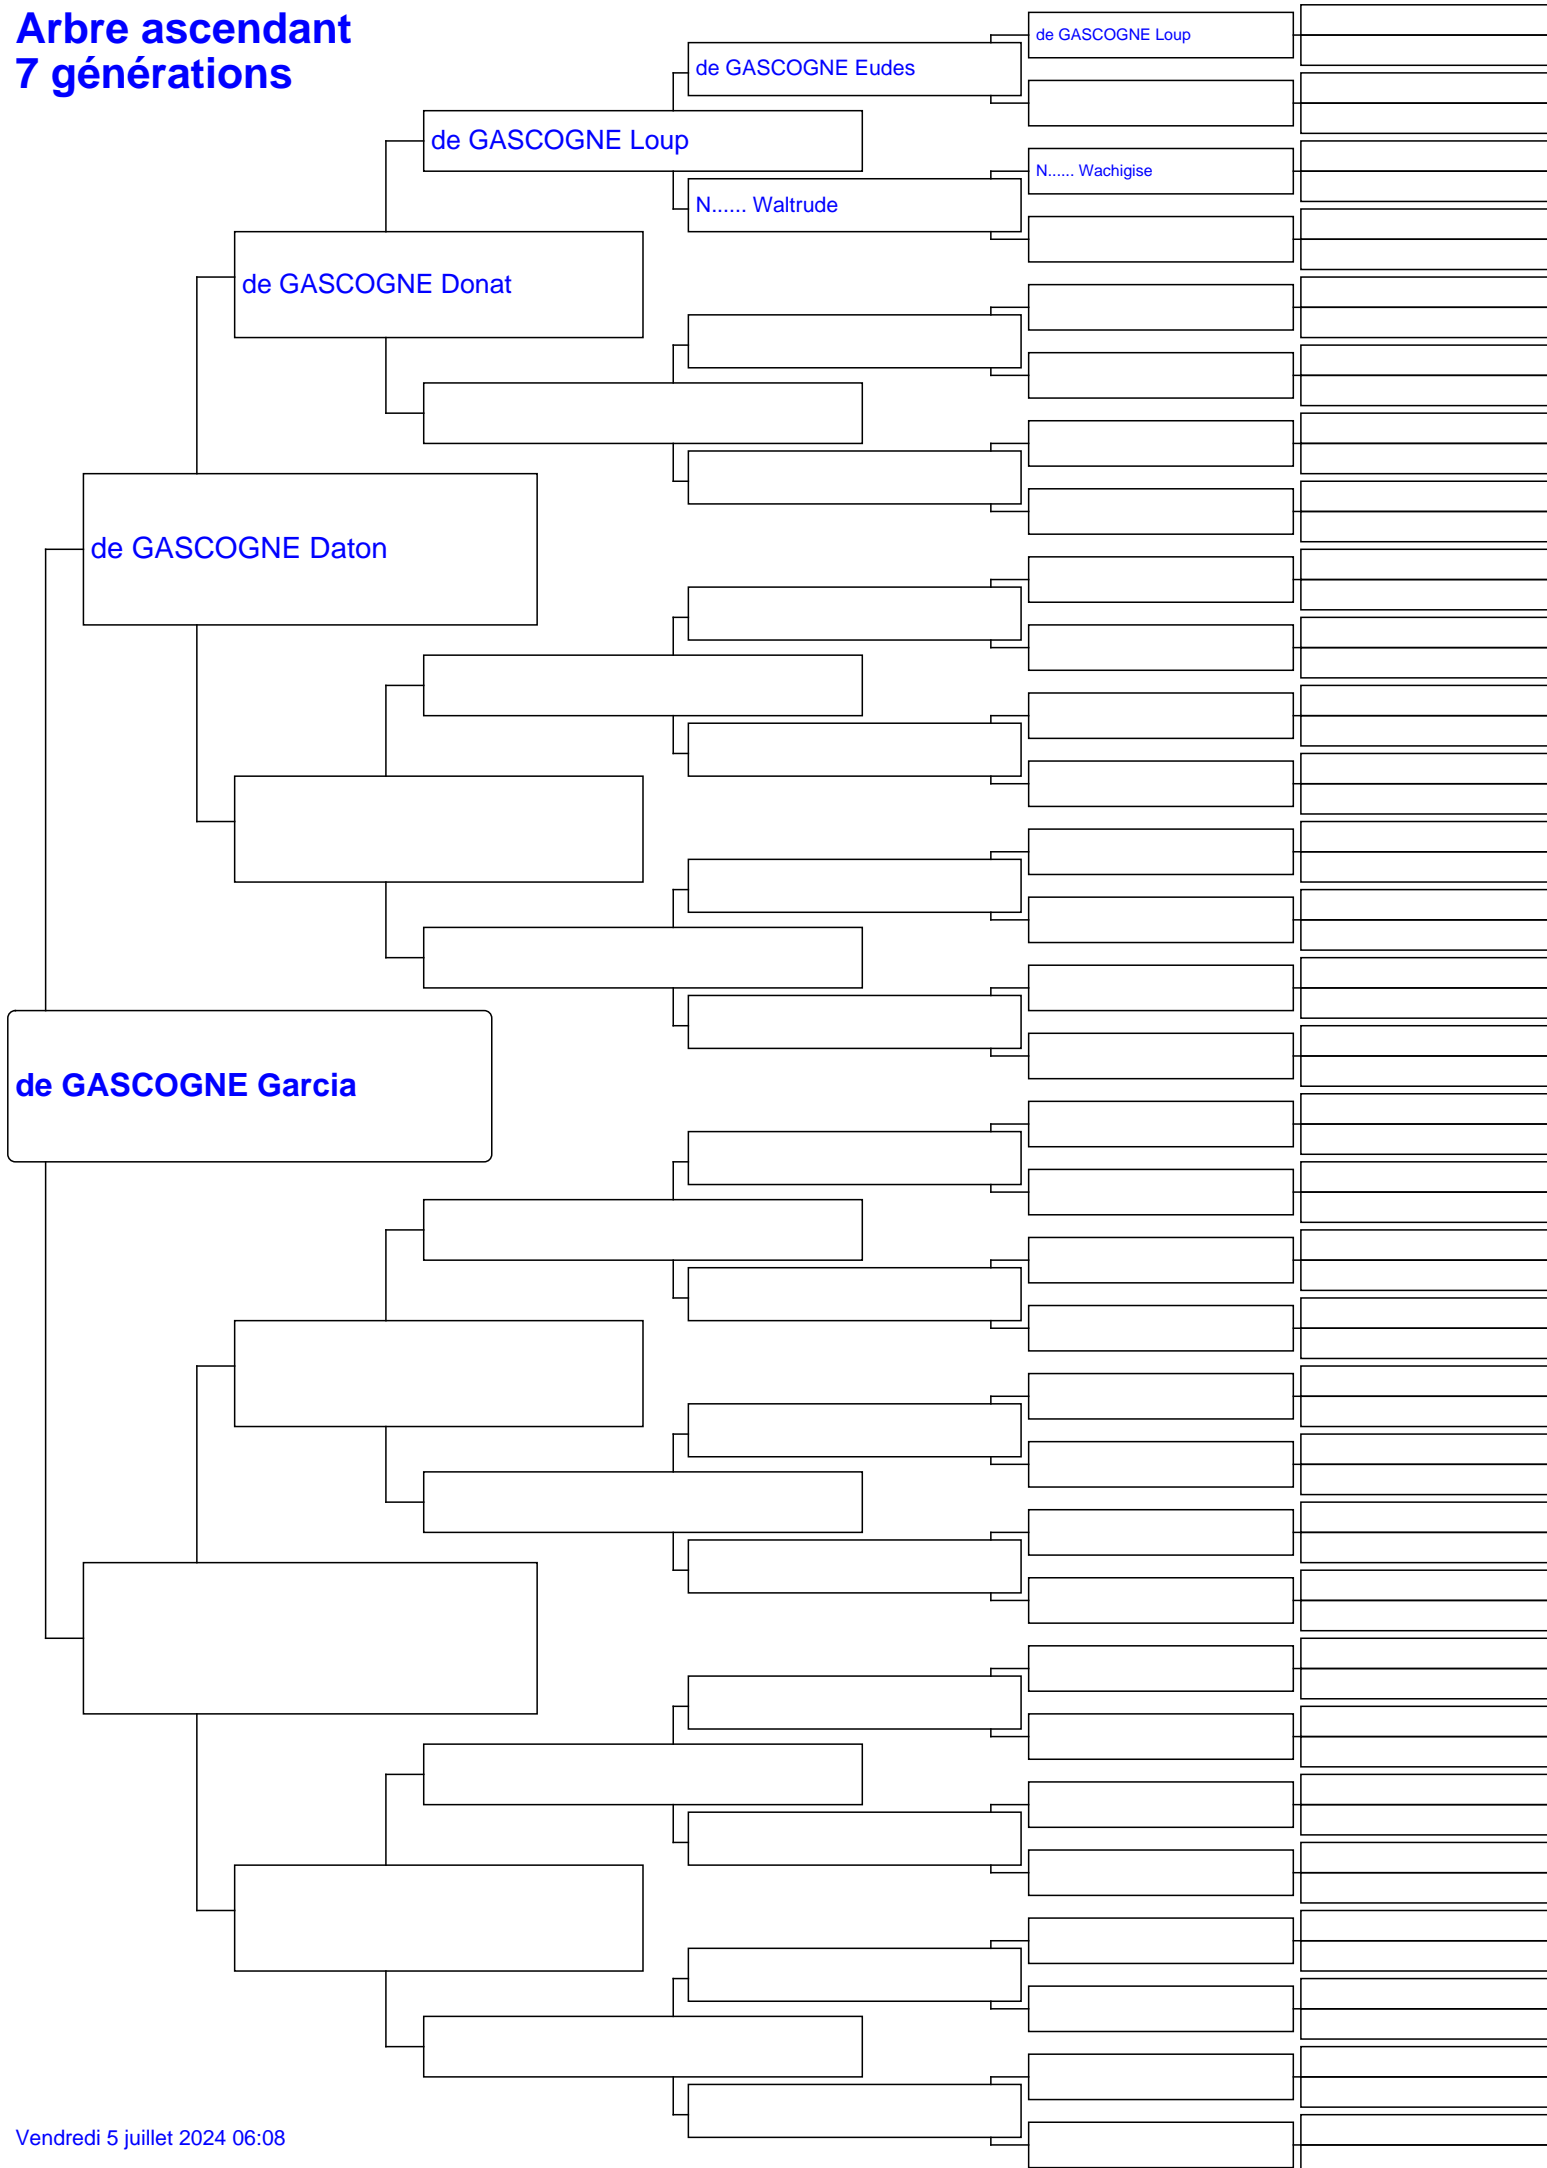 Arbre ascendant
7 générations
de GASCOGNE Loup
de GASCOGNE Eudes
de GASCOGNE Loup
N...... Wachigise
N...... Waltrude
de GASCOGNE Donat
de GASCOGNE Daton
de GASCOGNE Garcia
Vendredi 5 juillet 2024 06:08